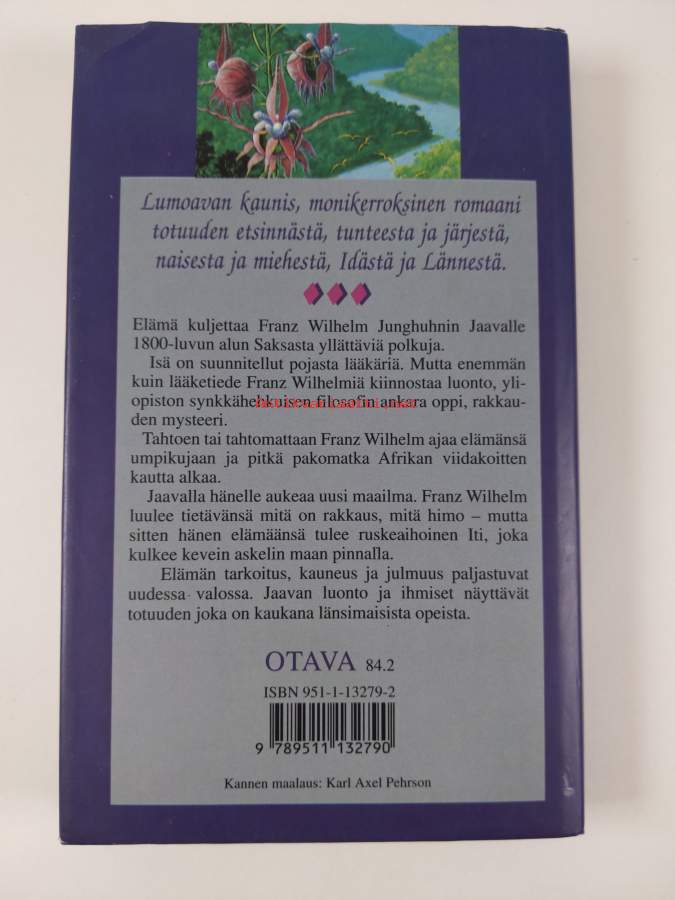 Lumoavan kaunis, monikerroksinen romaani
totuuden etsinnästä, tunteesta ja järjestä,
naisesta ja miehestä, Idästä ja Lännestä.
Elämä kuljettaa Franz Wilhelm Junghuhnin Jaavalle
1800-luvun alun Saksasta yllättäviä polkuja.
Isä on suunnitellut pojasta lääkäriä. Mutta enemmän
kuin lääketiede Franz Wilhelmiä kiinnostaa luonto, yli-
opiston synkkähehkuisen filosofin ankara oppi, rakkau-
den mysteeri.
Tahtoen tai tahtomattaan Franz Wilhelm ajaa elämänsä
umpikujaan ja pitkä pakomatka Afrikan viidakoitten
kautta alkaa.
Jaavalla hänelle aukeaa uusi maailma. Franz Wilhelm
luulee tietävänsä mitä on rakkaus, mitä himo – mutta
sitten hänen elämäänsä tulee ruskeaihoinen Iti, joka
kulkee kevein askelin maan pinnalla.
Elämän tarkoitus, kauneus ja julmuus paljastuvat
uudessa valossa. Jaavan luonto ja ihmiset näyttävät
totuuden joka on kaukana länsimaisista opeista.
OTAVA 84.2
ISBN 951-1-13279-2
9 789511 132790
Kannen maalaus: Karl Axel Pehrson